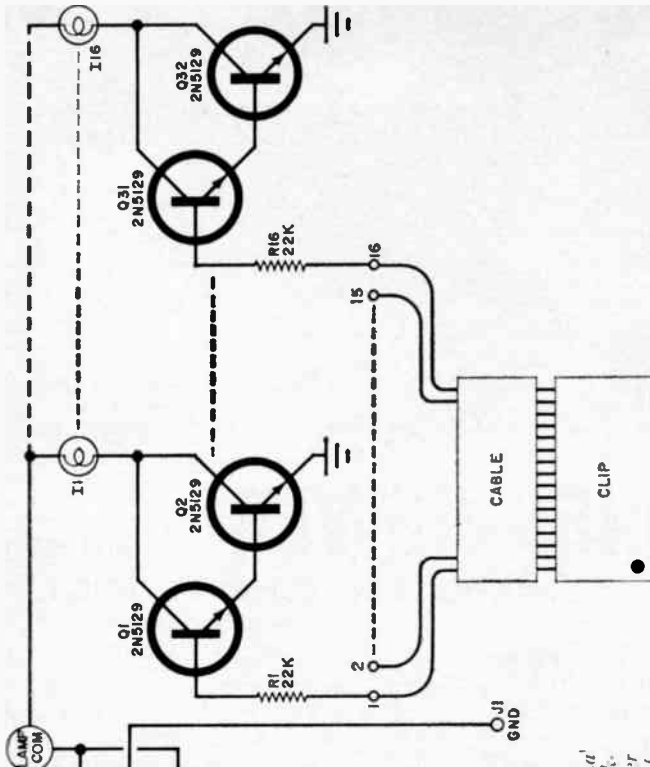 I16
Q32
2N5129
Q31
2N5129
R16
22K
16
15
I1
Q2
2N5129
Q1
2N5129
R1
22K
2
1
CABLE
CLIP
LAMP
COM.
J1
GND